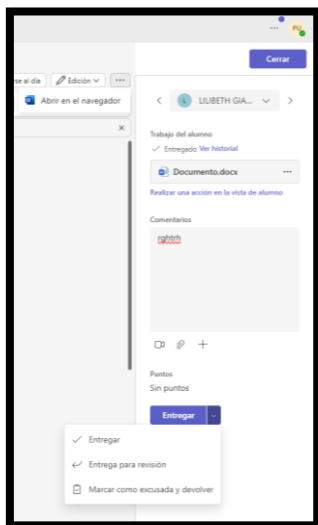 PU
Cerrar
rse al día Edición
Abrir en el navegador
L LILIBETH GIA...
Trabajo del alumno
Entregado Ver historial
Documento.docx
Realizar una acción en la vista de alumno
Comentarios
rghtrh
Puntos
Sin puntos
Entregar
Entregar
Entrega para revisión
Marcar como excusada y devolver